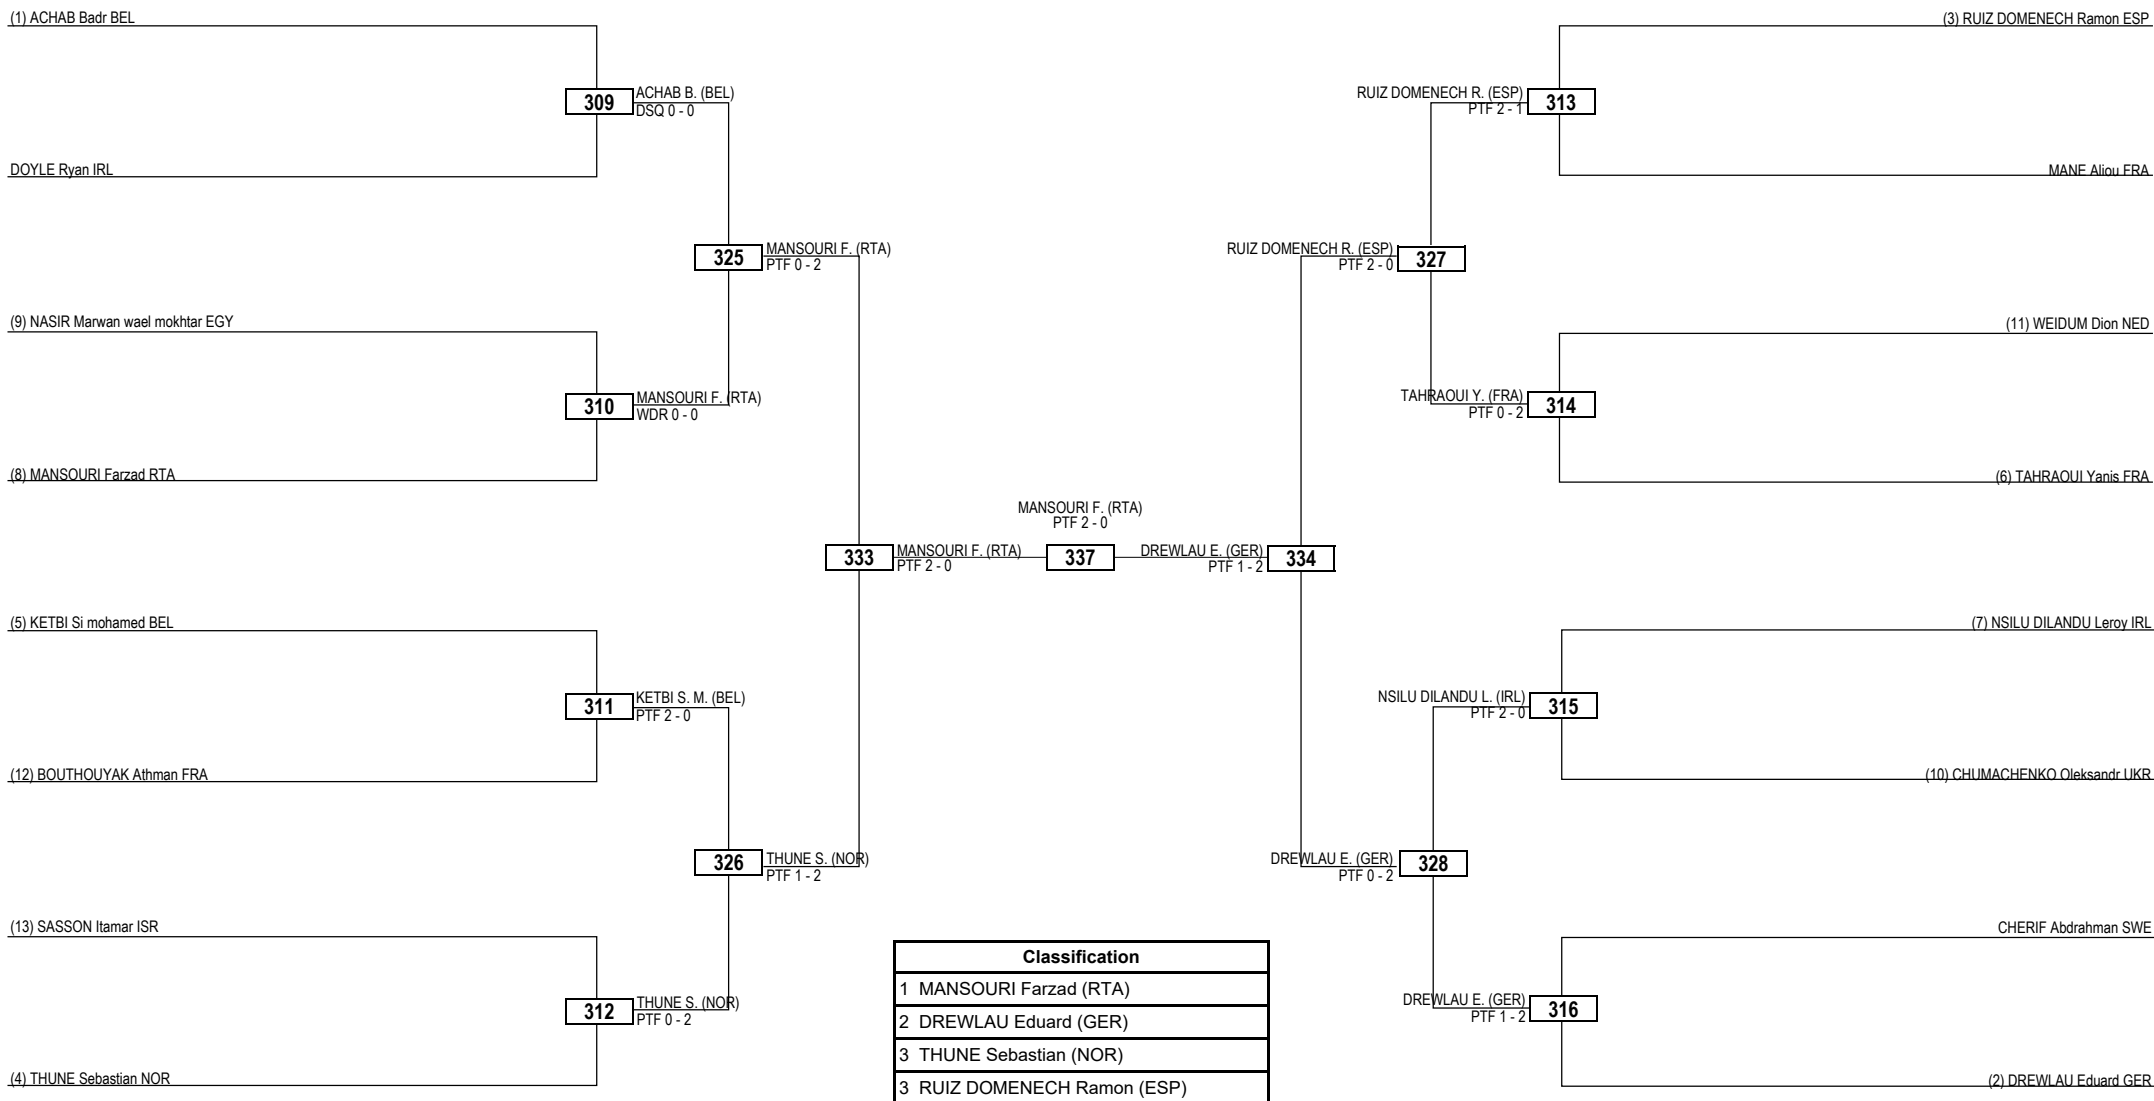 (1) ACHAB Badr BEL
(3) RUIZ DOMENECH Ramon ESP
309
ACHAB B. (BEL)
DSQ 0 - 0
RUIZ DOMENECH R. (ESP)
PTF 2 - 1
313
DOYLE Ryan IRL
MANE Aliou FRA
325
MANSOURI F. (RTA)
PTF 0 - 2
RUIZ DOMENECH R. (ESP)
PTF 2 - 0
327
(9) NASIR Marwan wael mokhtar EGY
(11) WEIDUM Dion NED
310
MANSOURI F. (RTA)
WDR 0 - 0
TAHRAOUI Y. (FRA)
PTF 0 - 2
314
(8) MANSOURI Farzad RTA
(6) TAHRAOUI Yanis FRA
MANSOURI F. (RTA)
PTF 2 - 0
333
MANSOURI F. (RTA)
PTF 2 - 0
337
DREWLAU E. (GER)
PTF 1 - 2
334
(5) KETBI Si mohamed BEL
(7) NSILU DILANDU Leroy IRL
311
KETBI S. M. (BEL)
PTF 2 - 0
NSILU DILANDU L. (IRL)
PTF 2 - 0
315
(12) BOUTHOUYAK Athman FRA
(10) CHUMACHENKO Oleksandr UKR
326
THUNE S. (NOR)
PTF 1 - 2
DREWLAU E. (GER)
PTF 0 - 2
328
(13) SASSON Itamar ISR
CHERIF Abdrahman SWE
312
THUNE S. (NOR)
PTF 0 - 2
DREWLAU E. (GER)
PTF 1 - 2
316
(4) THUNE Sebastian NOR
(2) DREWLAU Eduard GER
Classification
1 MANSOURI Farzad (RTA)
2 DREWLAU Eduard (GER)
3 THUNE Sebastian (NOR)
3 RUIZ DOMENECH Ramon (ESP)